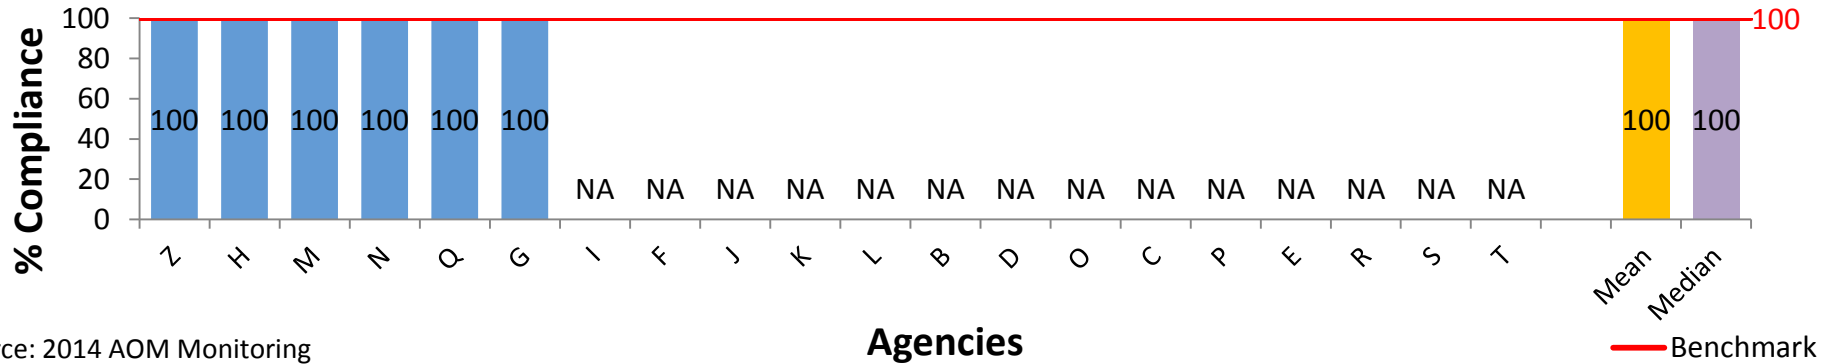 % Compliance
100
80
60
40
20
0
100
100 100 100 100 100 100 100 100
NA NA NA NA NA NA NA NA NA NA NA NA NA NA
Z H M N Q G I F J K L B D O C P E R S T Mean Median
Agencies
rce: 2014 AOM Monitoring
Benchmark